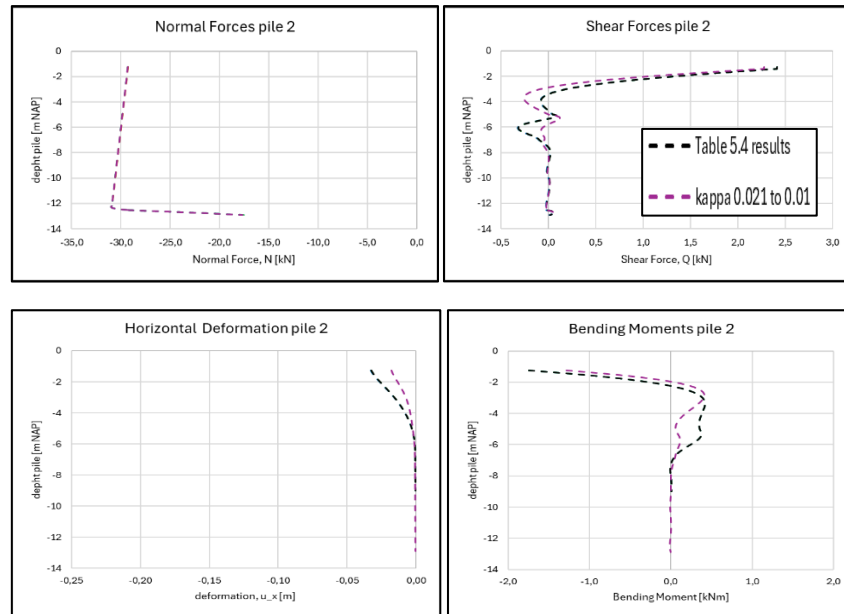 Normal Forces pile 2
0
-2
-4
-6
-8
-10
-12
-14
depht pile [m NAP]
-35,0 -30,0 -25,0 -20,0 -15,0 -10,0 -5,0 0,0
Normal Force, N [kN]
Shear Forces pile 2
0
-2
-4
-6
-8
-10
-12
-14
depht pile [m NAP]
Table 5.4 results
kappa 0.021 to 0.01
-0,5 0,0 0,5 1,0 1,5 2,0 2,5 3,0
Shear Force, Q [kN]
Horizontal Deformation pile 2
0
-2
-4
-6
-8
-10
-12
-14
depht pile [m NAP]
-0,25 -0,20 -0,15 -0,10 -0,05 0,00
deformation, u_x [m]
Bending Moments pile 2
0
-2
-4
-6
-8
-10
-12
-14
depht pile [m NAP]
-2,0 -1,0 0,0 1,0 2,0
Bending Moment [kNm]